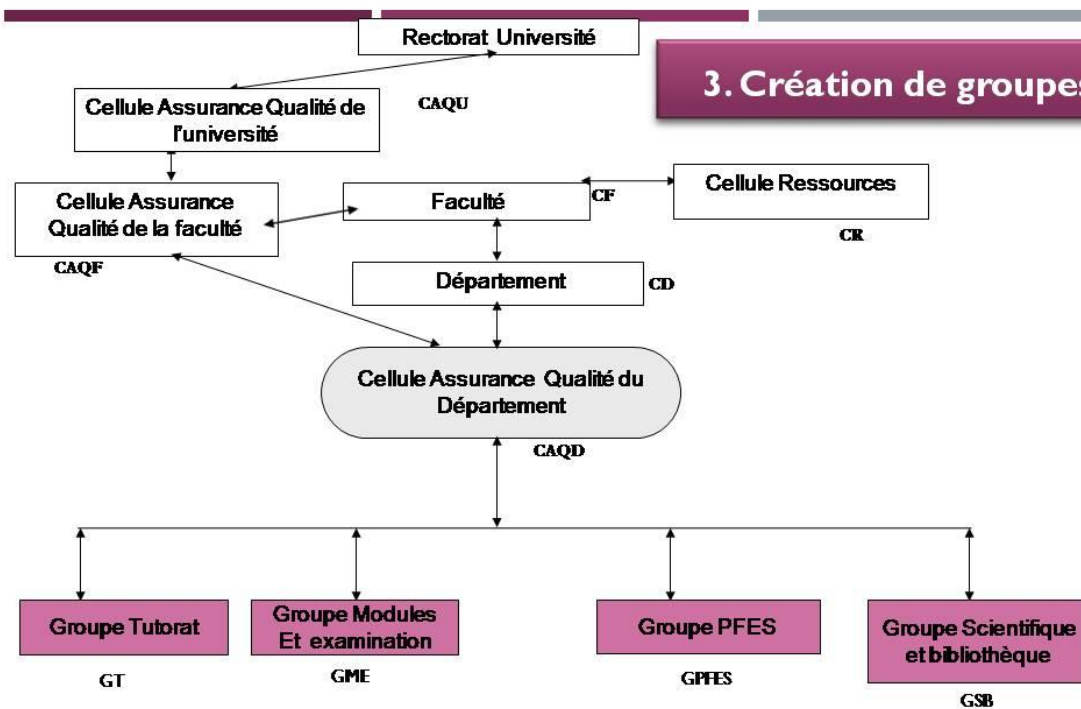 Rectorat Université
3. Création de groupes
CAQU
Cellule Assurance Qualité de
l'université
Cellule Assurance
Qualité de la faculté
CAQF
Faculté
CF
Cellule Ressources
CR
Département
CD
Cellule Assurance Qualité du
Département
CAQD
Groupe Tutorat
GT
Groupe Modules
Et examination
GME
Groupe PFES
GPFES
Groupe Scientifique
et bibliothèque
GSB